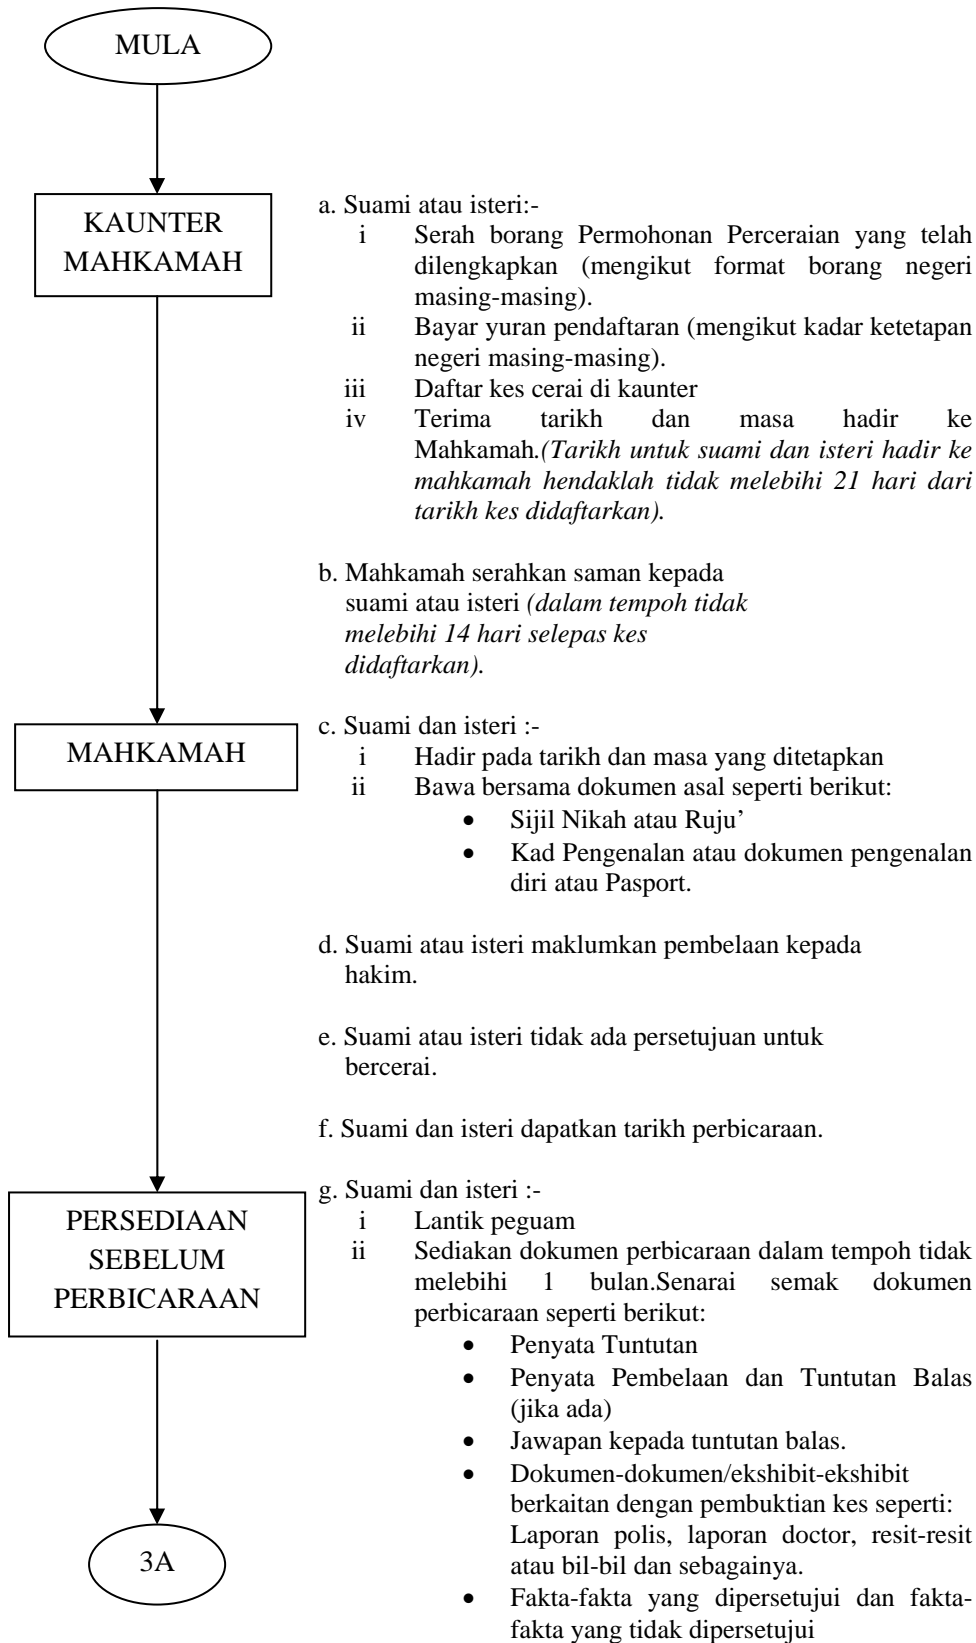 MULA
KAUNTER
MAHKAMAH
a. Suami atau isteri:-
i Serah borang Permohonan Perceraian yang telah
dilengkapkan (mengikut format borang negeri
masing-masing).
ii Bayar yuran pendaftaran (mengikut kadar ketetapan
negeri masing-masing).
iii Daftar kes cerai di kaunter
iv Terima tarikh dan masa hadir ke
Mahkamah.(Tarikh untuk suami dan isteri hadir ke
mahkamah hendaklah tidak melebihi 21 hari dari
tarikh kes didaftarkan).
b. Mahkamah serahkan saman kepada
suami atau isteri (dalam tempoh tidak
melebihi 14 hari selepas kes
didaftarkan).
MAHKAMAH
c. Suami dan isteri :-
i Hadir pada tarikh dan masa yang ditetapkan
ii Bawa bersama dokumen asal seperti berikut:
• Sijil Nikah atau Ruju’
• Kad Pengenalan atau dokumen pengenalan
diri atau Pasport.
d. Suami atau isteri maklumkan pembelaan kepada
hakim.
e. Suami atau isteri tidak ada persetujuan untuk
bercerai.
f. Suami dan isteri dapatkan tarikh perbicaraan.
PERSEDIAAN
SEBELUM
PERBICARAAN
g. Suami dan isteri :-
i Lantik peguam
ii Sediakan dokumen perbicaraan dalam tempoh tidak
melebihi 1 bulan.Senarai semak dokumen
perbicaraan seperti berikut:
• Penyata Tuntutan
• Penyata Pembelaan dan Tuntutan Balas
(jika ada)
• Jawapan kepada tuntutan balas.
• Dokumen-dokumen/ekshibit-ekshibit
berkaitan dengan pembuktian kes seperti:
Laporan polis, laporan doctor, resit-resit
atau bil-bil dan sebagainya.
• Fakta-fakta yang dipersetujui dan fakta-
fakta yang tidak dipersetujui
3A